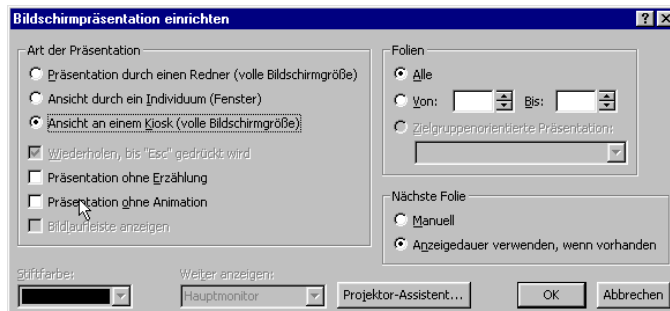 Bildschirmpräsentation einrichten
Art der Präsentation
Präsentation durch einen Redner (volle Bildschirmgröße)
Ansicht durch ein Individuum (Fenster)
Ansicht an einem Kiosk (volle Bildschirmgröße)
Wiederholen, bis "Esc" gedrückt wird
Präsentation ohne Erzählung
Präsentation ohne Animation
Bildlaufleiste anzeigen
Folien
Alle
Von: Bis:
Zielgruppenorientierte Präsentation:
Nächste Folie
Manuell
Anzeigedauer verwenden, wenn vorhanden
Stiftfarbe: Weiter anzeigen:
Hauptmonitor Projektor-Assistent... OK Abbrechen